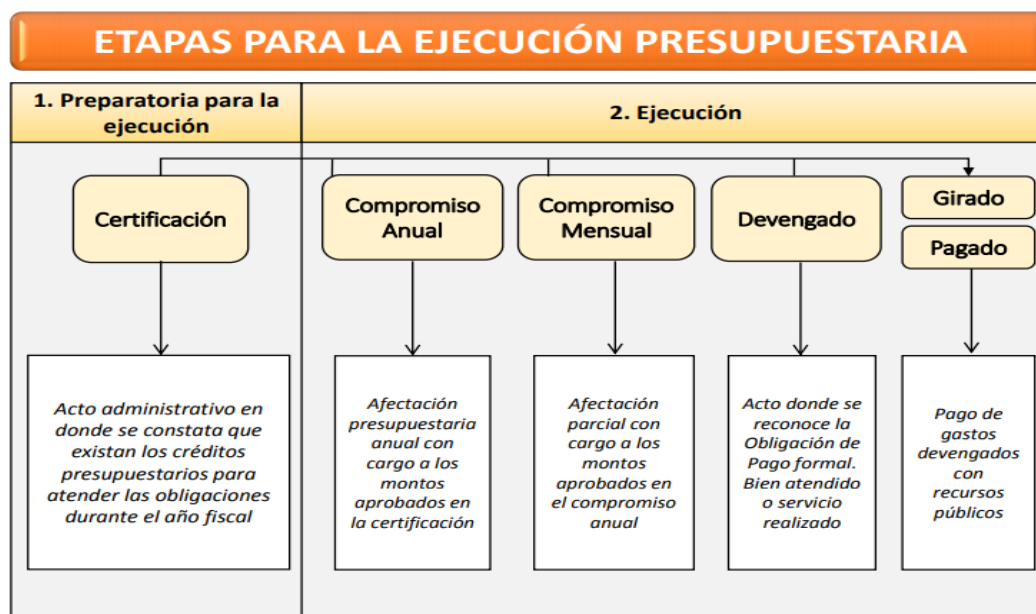 ETAPAS PARA LA EJECUCIÓN PRESUPUESTARIA
1. Preparatoria para la
ejecución
2. Ejecución
Certificación
Compromiso
Anual
Compromiso
Mensual
Devengado
Girado
Pagado
Acto administrativo en
donde se constata que
existan los créditos
presupuestarios para
atender las obligaciones
durante el año fiscal
Afectación
presupuestaria
anual con
cargo a los
montos
aprobados en
la certificación
Afectación
parcial con
cargo a los
montos
aprobados en
el compromiso
anual
Acto donde se
reconoce la
Obligación de
Pago formal.
Bien atendido
o servicio
realizado
Pago de
gastos
devengados
con
recursos
públicos